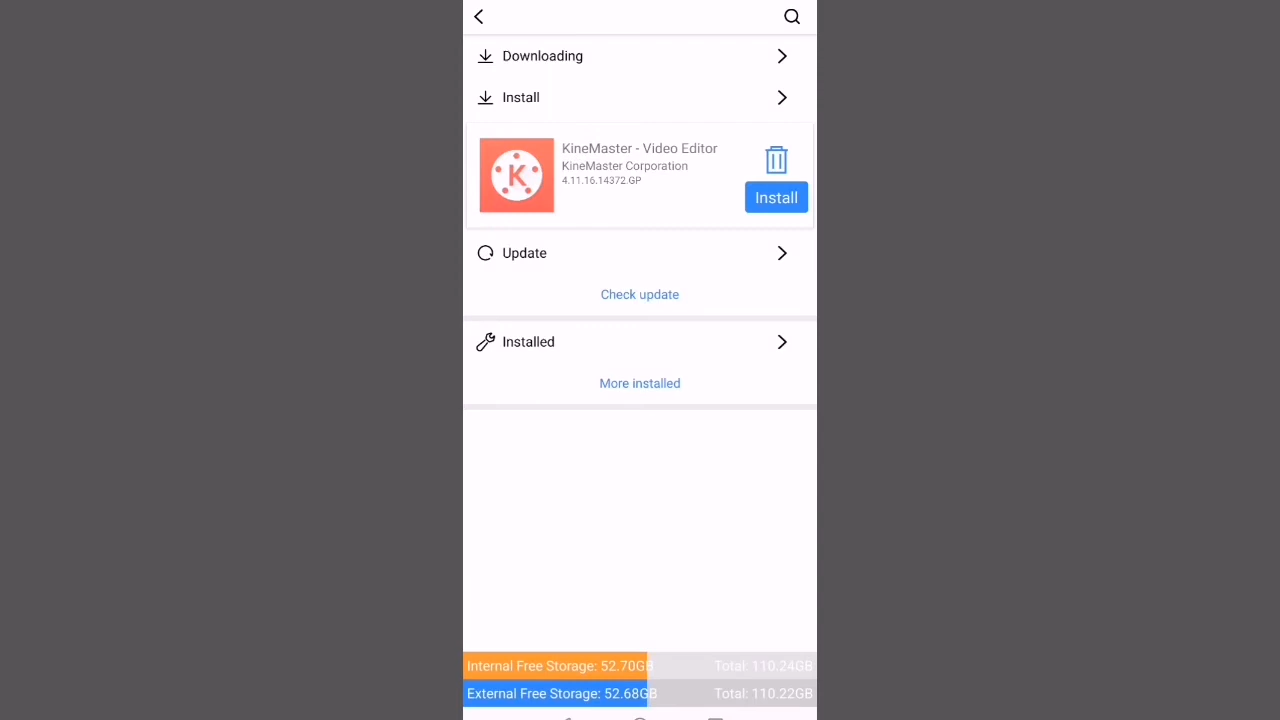 Downloading
Install
KineMaster - Video Editor
KineMaster Corporation
4.11.16.14372.GP
K
Install
Update
Check update
Installed
More installed
Internal Free Storage: 52.70GB Total: 110.24GB
External Free Storage: 52.68GB Total: 110.22GB